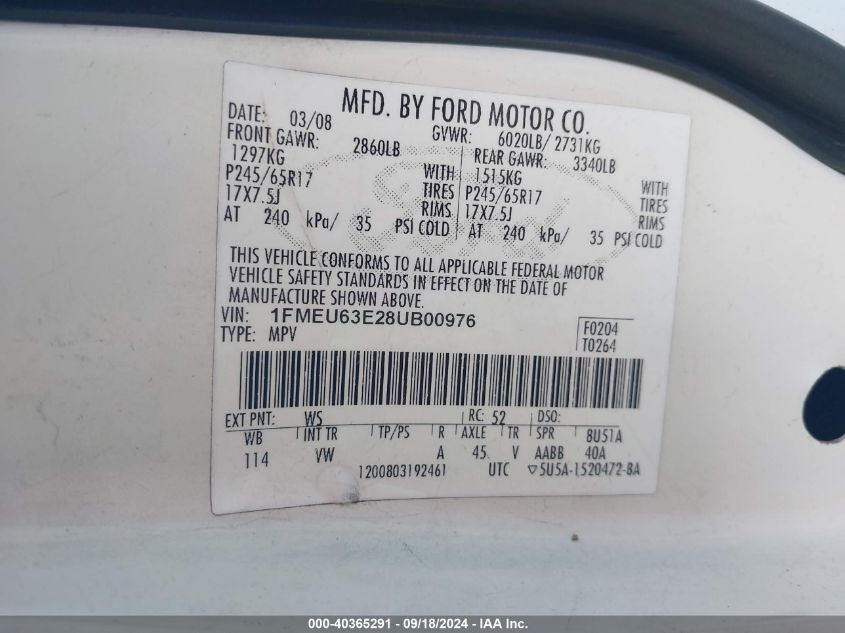 MFD. BY FORD MOTOR CO.
DATE: 03/08 GVWR: 6020LB/ 2731KG
FRONT GAWR: 2860LB REAR GAWR: 3340LB
1297KG WITH 1515KG WITH
P245/65R17 TIRES P245/65R17 TIRES
17X7.5J RIMS 17X7.5J RIMS
AT 240 kPa/ 35 PSI COLD AT 240 kPa/ 35 PSI COLD
THIS VEHICLE CONFORMS TO ALL APPLICABLE FEDERAL MOTOR
VEHICLE SAFETY STANDARDS IN EFFECT ON THE DATE OF
MANUFACTURE SHOWN ABOVE.
VIN: 1FMEU63E28UB00976
TYPE: MPV
F0204
T0264
EXT PNT: WS RC: 52 DSO:
WB INT TR TP/PS R AXLE TR SPR 8U51A
114 VW A 45 V AABB 40A
1200803192461 UTC ▽5U5A-1520472-BA
000-40365291 - 09/18/2024 - IAA Inc.